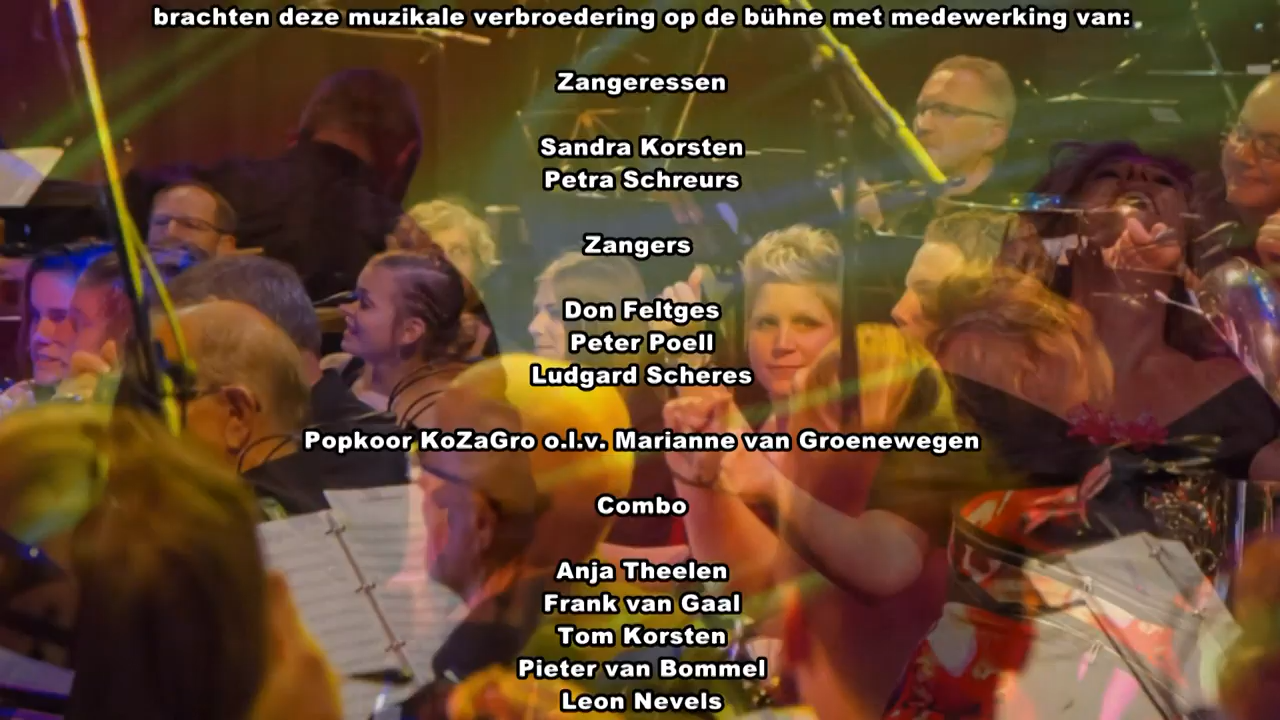 brachten deze muzikale verbroedering op de bühne met medewerking van:
Zangeressen
Sandra Korsten
Petra Schreurs
Zangers
Don Feltges
Peter Poell
Ludgard Scheres
Popkoor KoZaGro o.l.v. Marianne van Groenewegen
Combo
Anja Theelen
Frank van Gaal
Tom Korsten
Pieter van Bommel
Leon Nevels